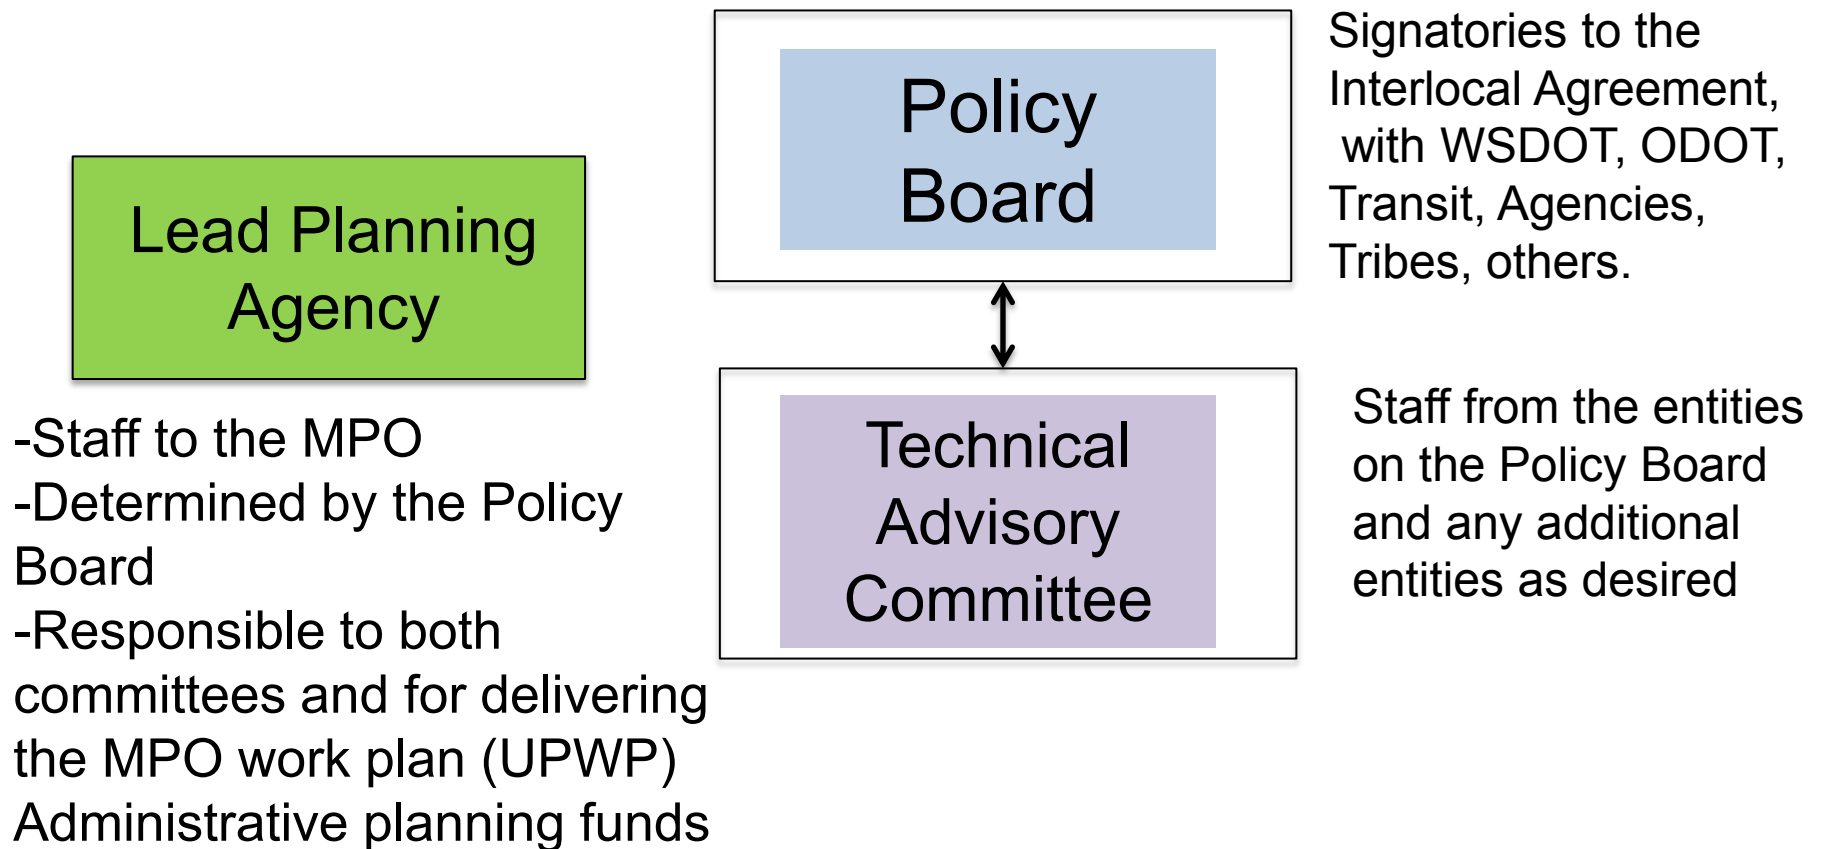 Lead Planning
Agency
-Staff to the MPO
-Determined by the Policy
Board
-Responsible to both
committees and for delivering
the MPO work plan (UPWP)
Administrative planning funds
Policy
Board
Signatories to the
Interlocal Agreement,
with WSDOT, ODOT,
Transit, Agencies,
Tribes, others.
Technical
Advisory
Committee
Staff from the entities
on the Policy Board
and any additional
entities as desired